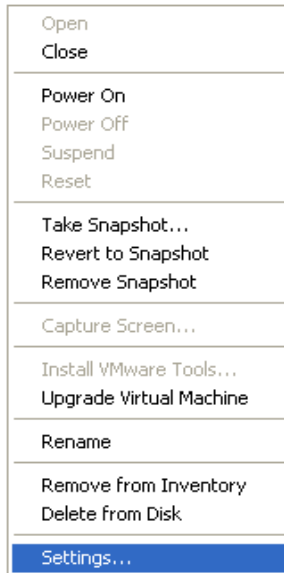 Open
Close
Power On
Power Off
Suspend
Reset
Take Snapshot...
Revert to Snapshot
Remove Snapshot
Capture Screen...
Install VMware Tools...
Upgrade Virtual Machine
Rename
Remove from Inventory
Delete from Disk
Settings...